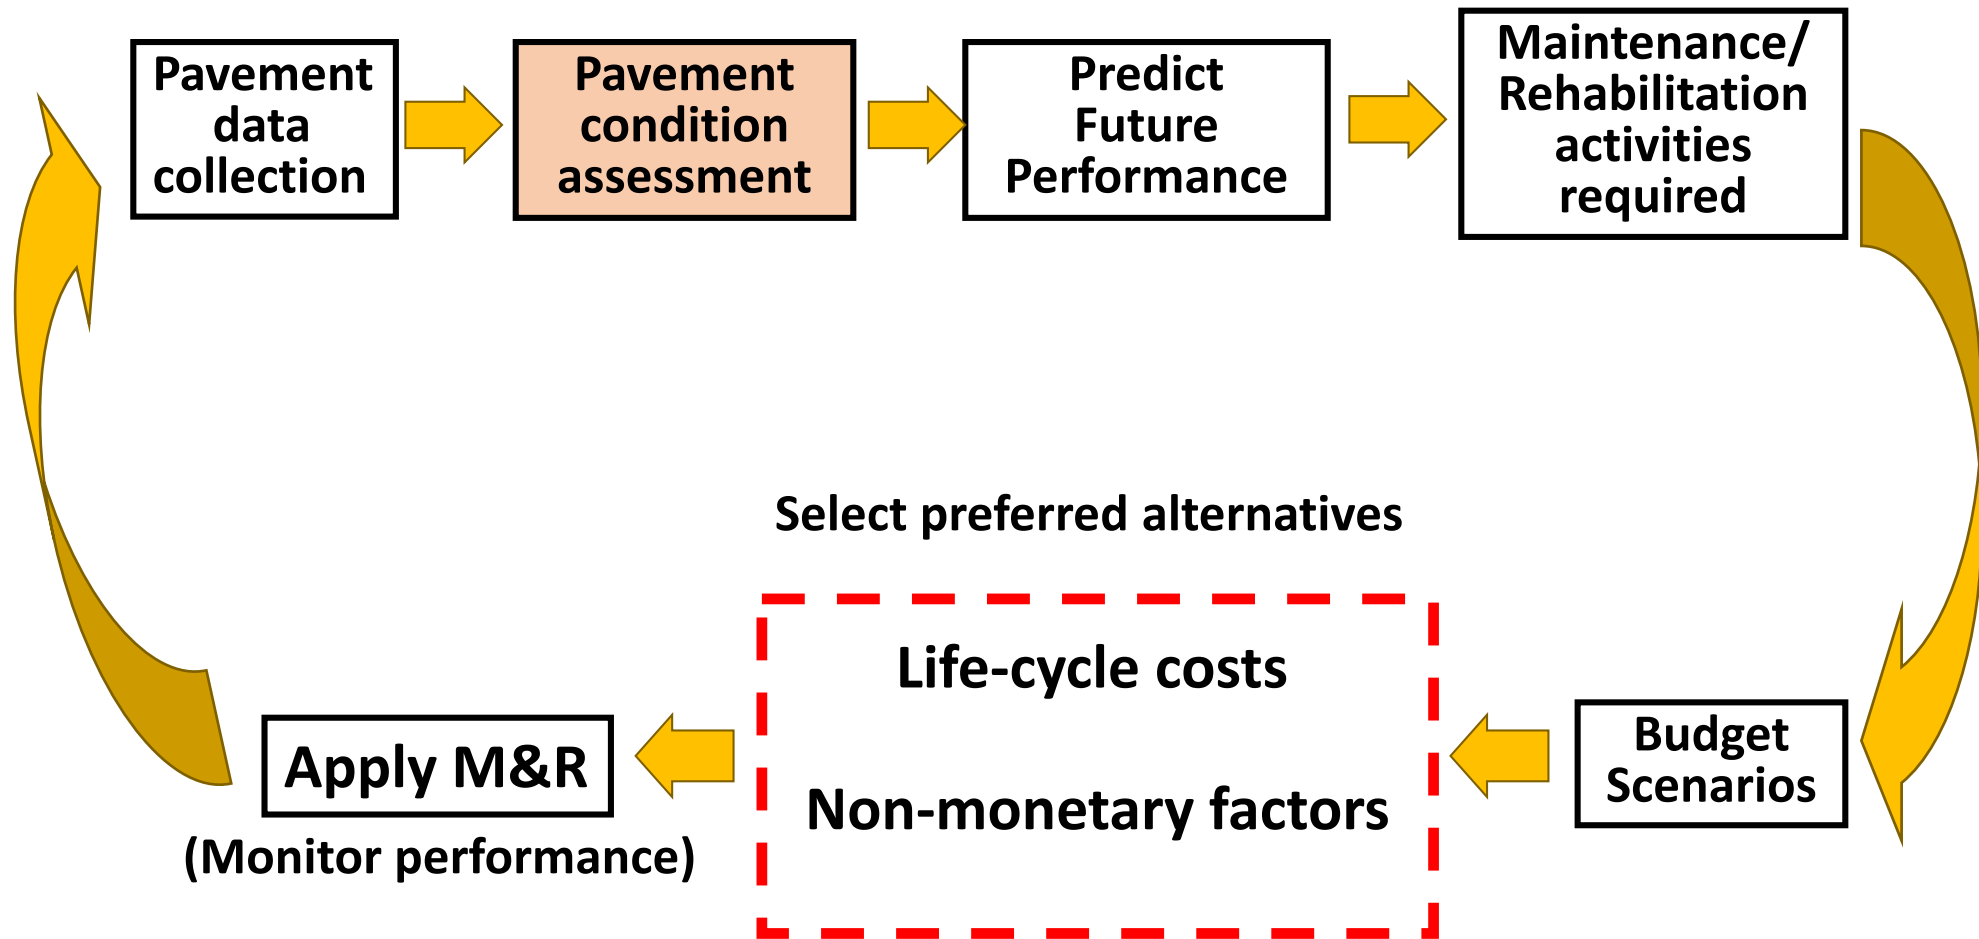 Pavement
data
collection
Pavement
condition
assessment
Predict
Future
Performance
Maintenance/
Rehabilitation
activities
required
Select preferred alternatives
Life-cycle costs
Non-monetary factors
Budget
Scenarios
Apply M&R
(Monitor performance)